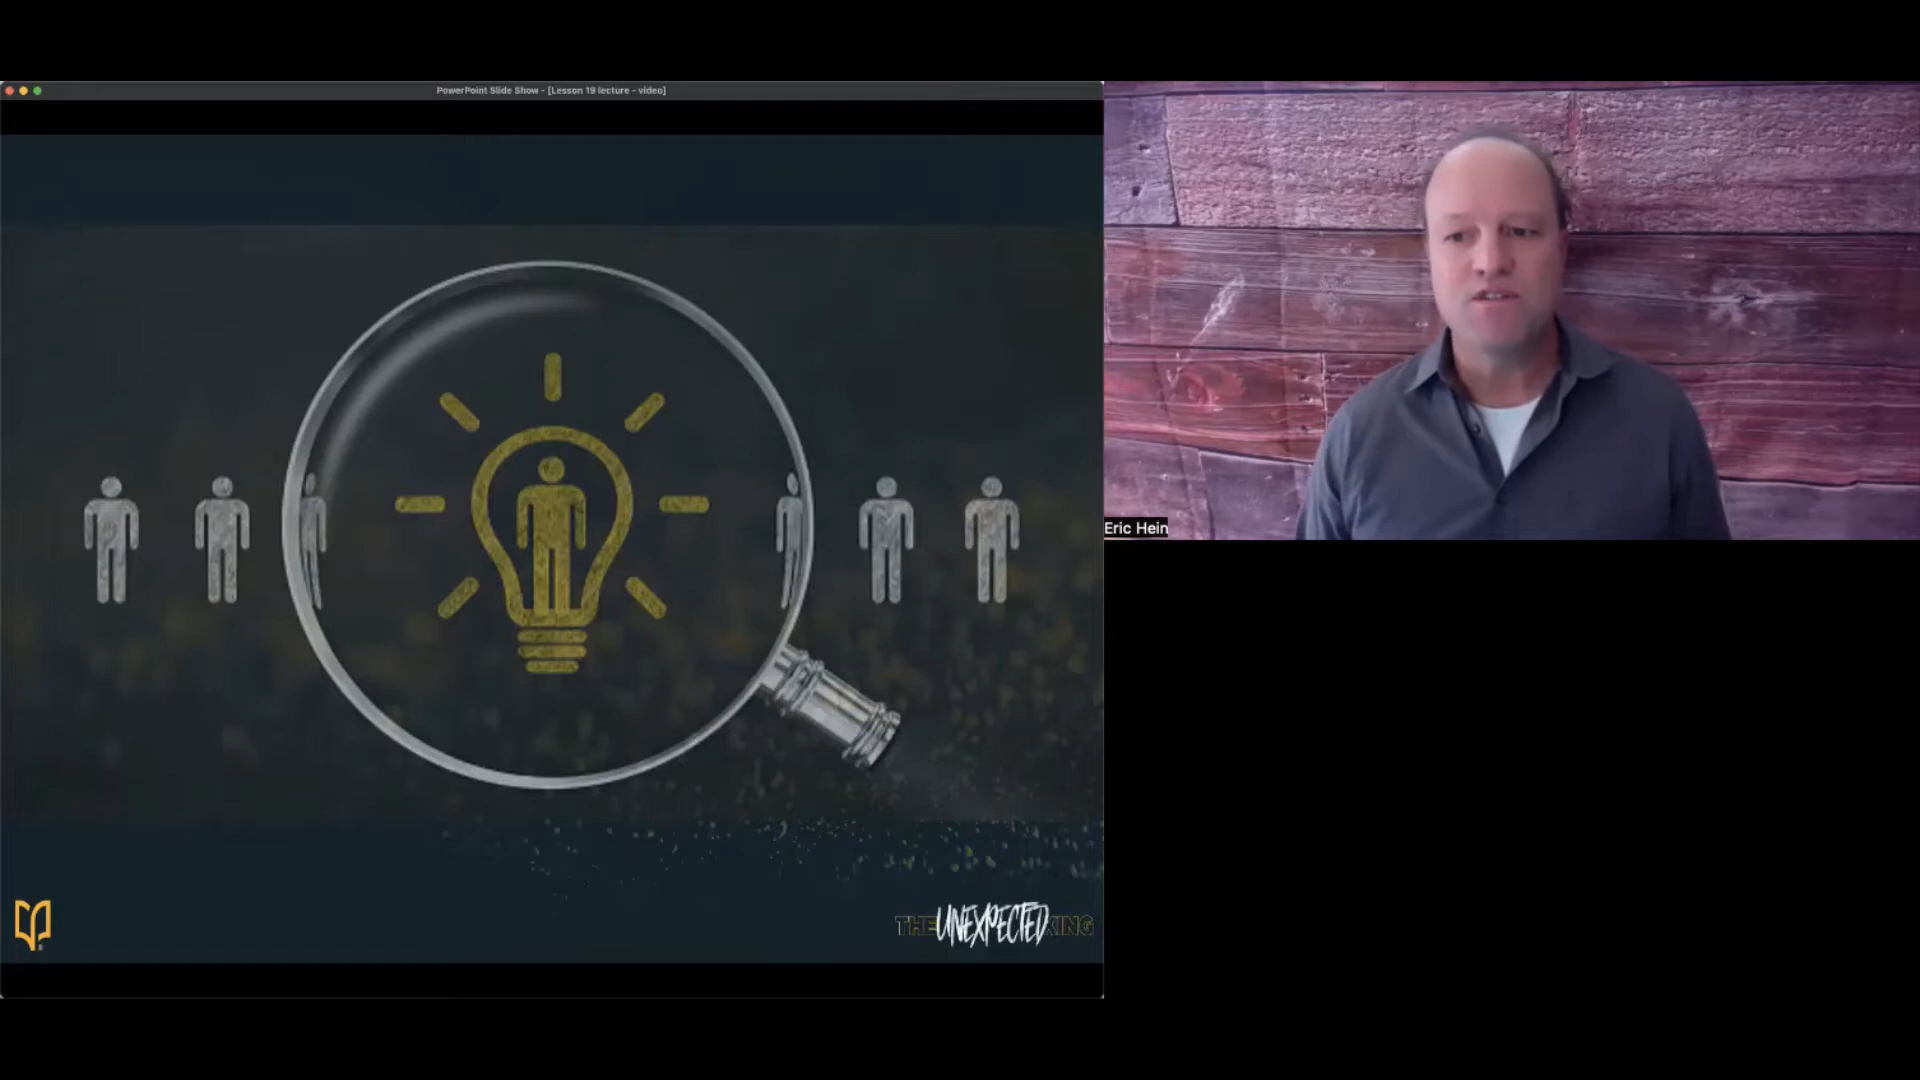 PowerPoint Slide Show - [Lesson 19 lecture - video]
Eric Hein
THE UNEXPECTED KING